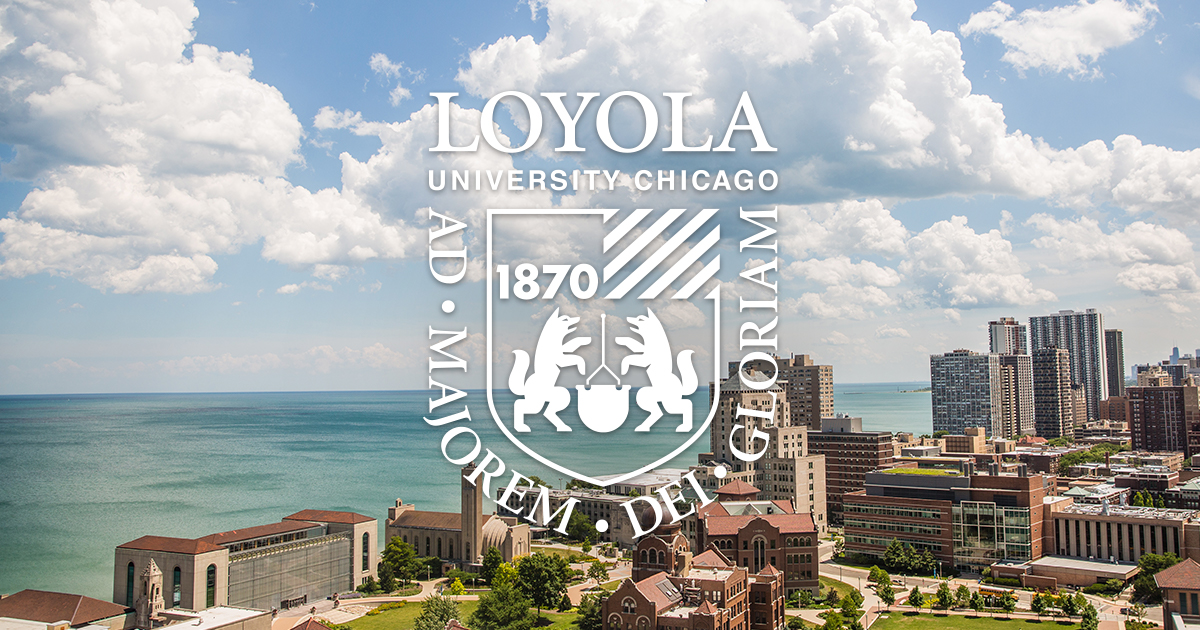 LOYOLA
UNIVERSITY CHICAGO
1870
AD • MAJOREM • DEI • GLORIAM